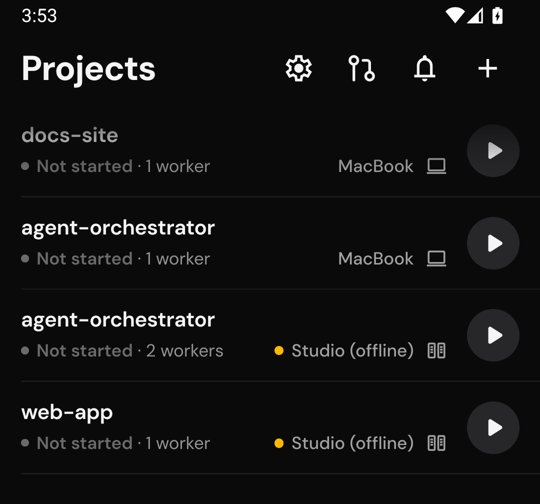 3:53
Projects
docs-site
Not started · 1 worker MacBook
agent-orchestrator
Not started · 1 worker MacBook
agent-orchestrator
Not started · 2 workers Studio (offline)
web-app
Not started · 1 worker Studio (offline)